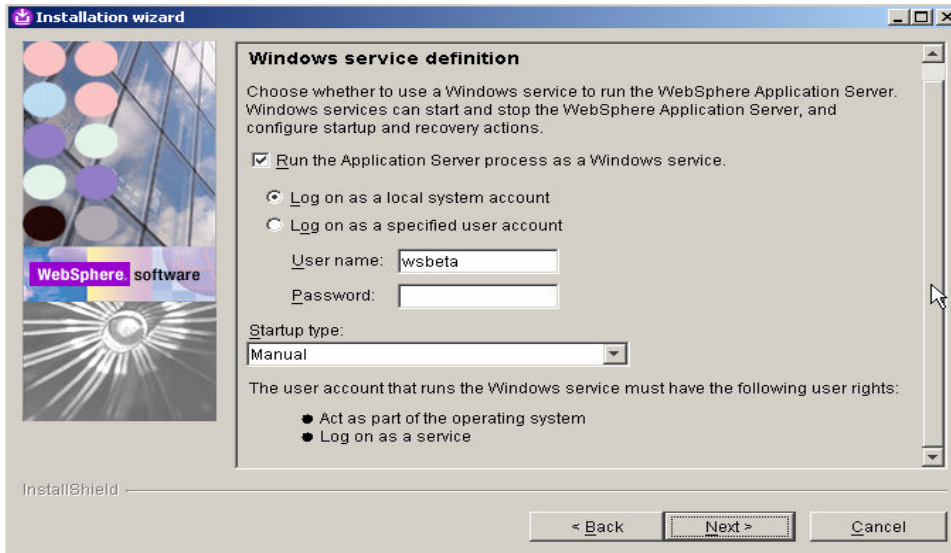 Installation wizard
Windows service definition
Choose whether to use a Windows service to run the WebSphere Application Server.
Windows services can start and stop the WebSphere Application Server, and
configure startup and recovery actions.
Run the Application Server process as a Windows service.
Log on as a local system account
Log on as a specified user account
User name: wsbeta
Password:
WebSphere. software
Startup type:
Manual
The user account that runs the Windows service must have the following user rights:
Act as part of the operating system
Log on as a service
InstallShield
< Back Next > Cancel